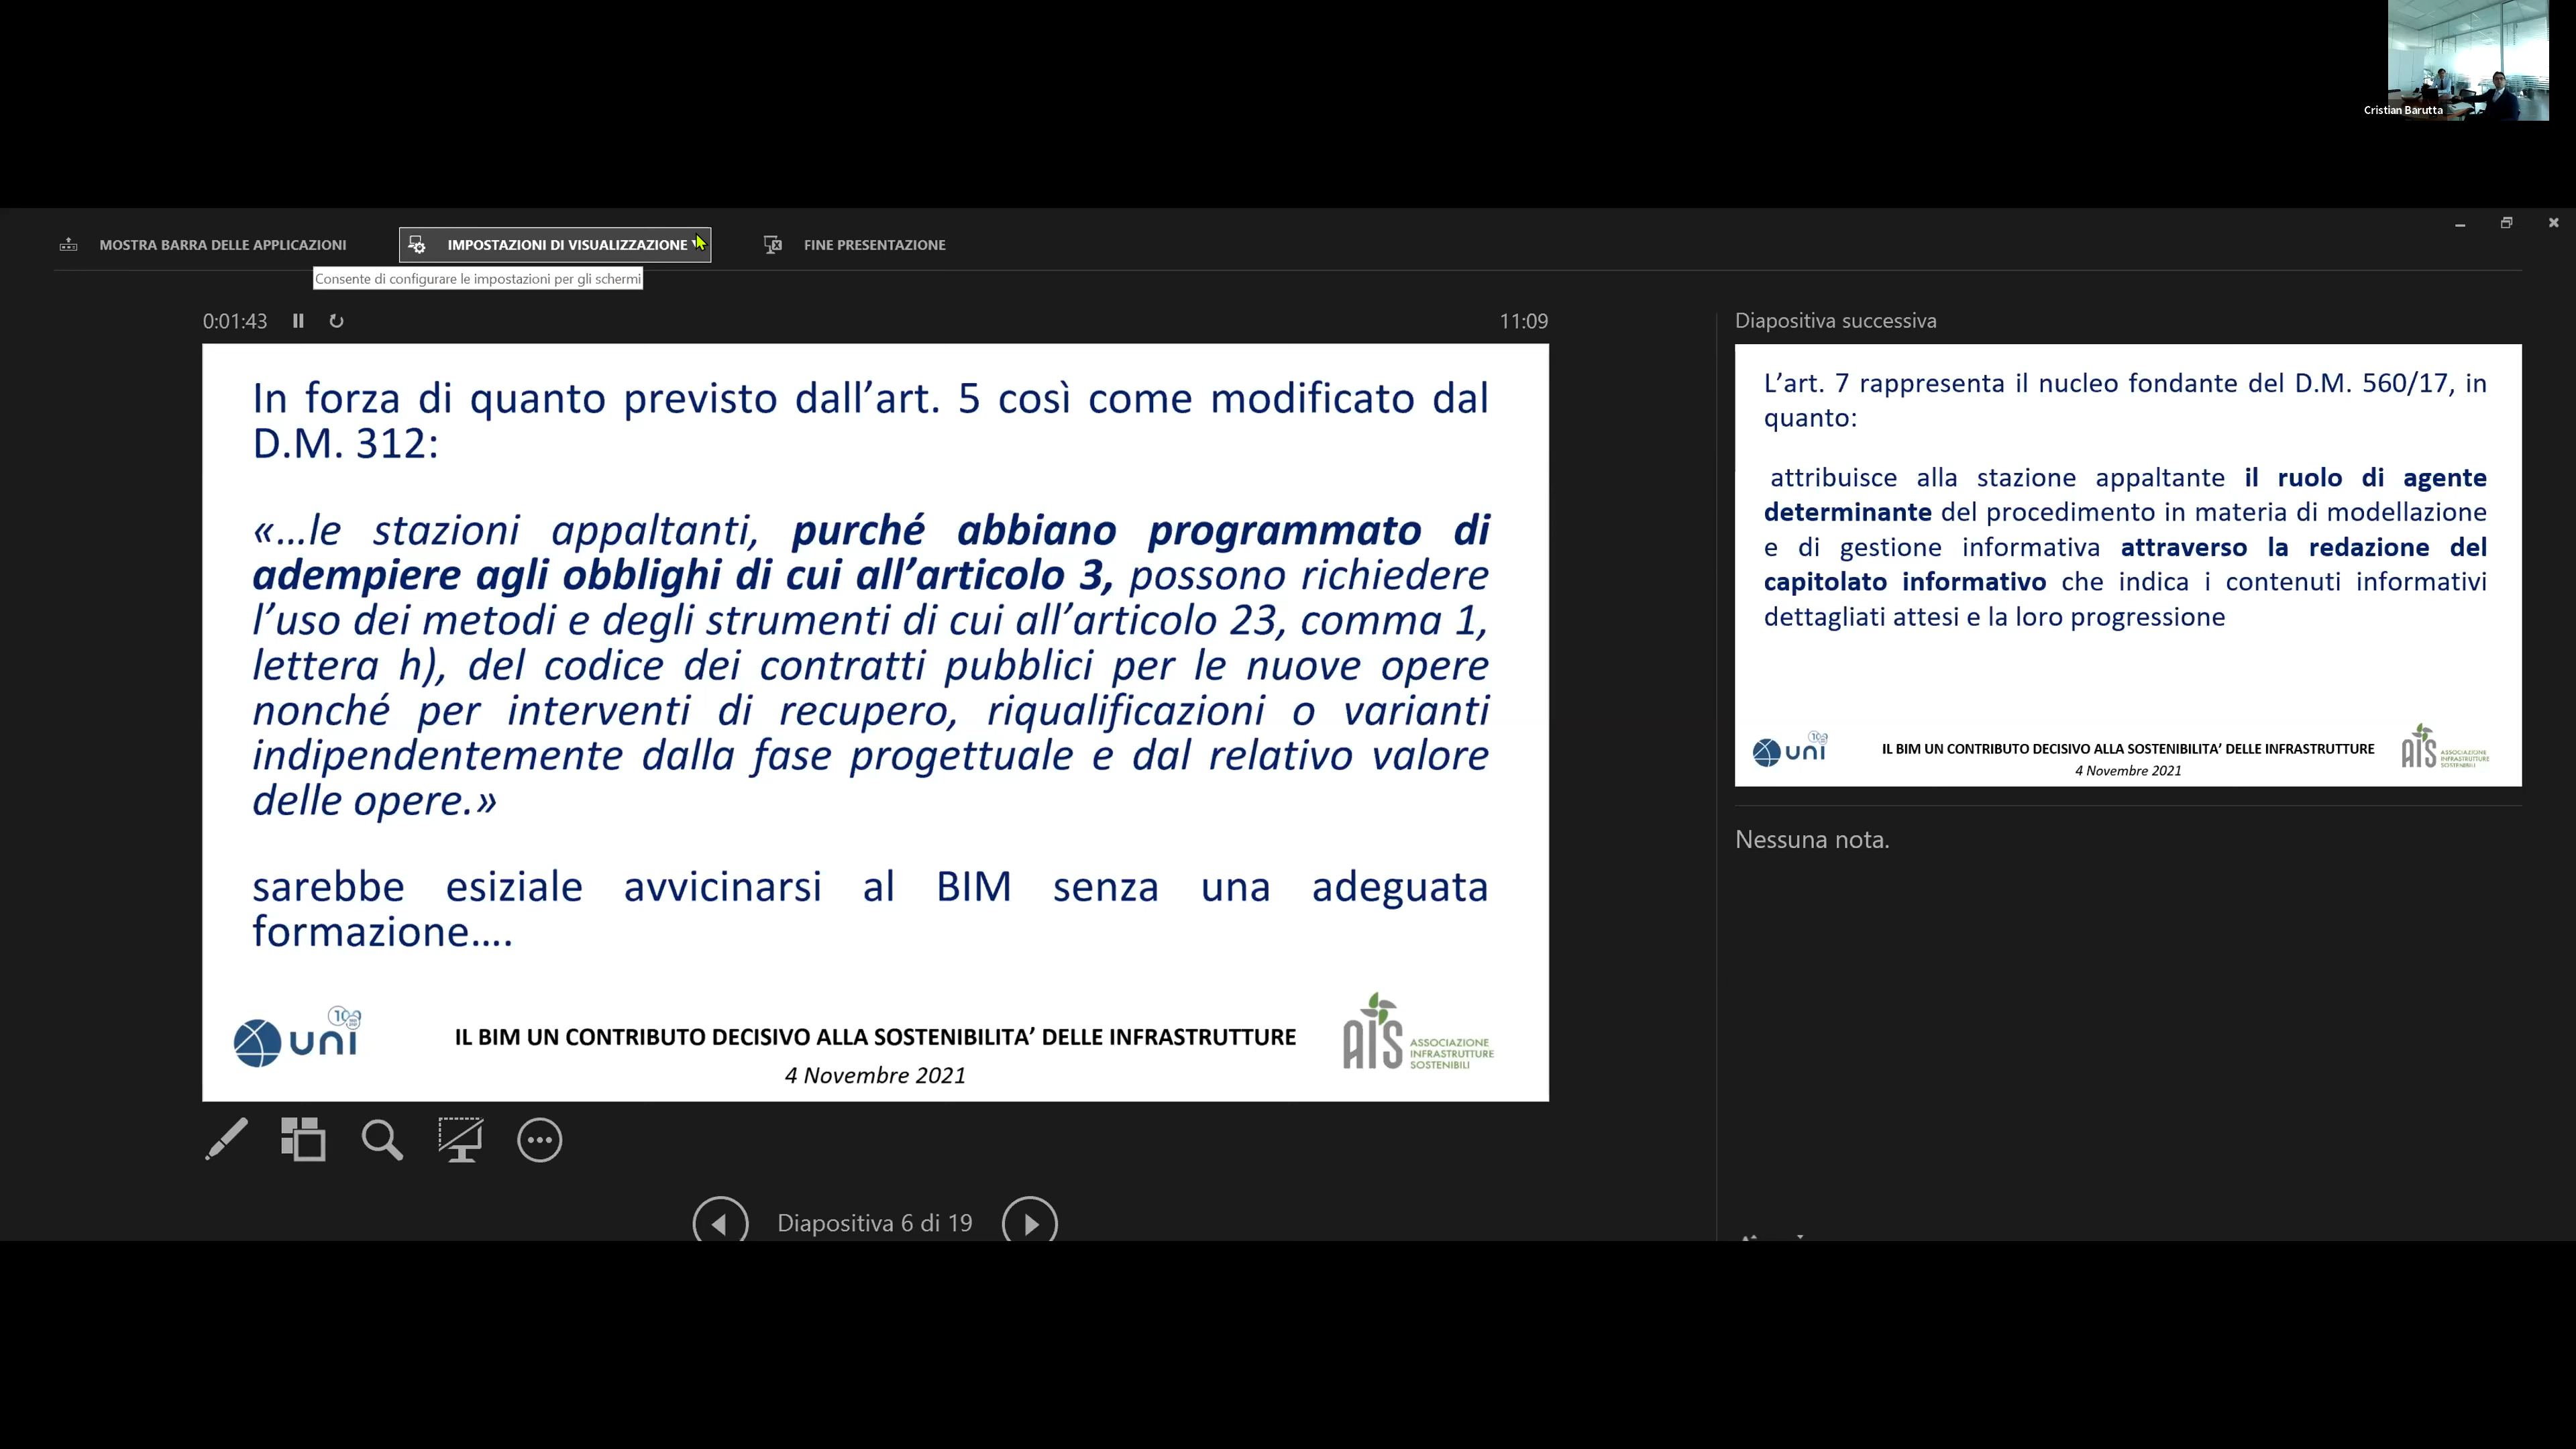 Cristian Barutta
MOSTRA BARRA DELLE APPLICAZIONI
IMPOSTAZIONI DI VISUALIZZAZIONE
FINE PRESENTAZIONE
Consente di configurare le impostazioni per gli schermi
0:01:43
11:09
In forza di quanto previsto dall’art. 5 così come modificato dal
D.M. 312:
«…le stazioni appaltanti, purché abbiano programmato di
adempiere agli obblighi di cui all’articolo 3, possono richiedere
l’uso dei metodi e degli strumenti di cui all’articolo 23, comma 1,
lettera h), del codice dei contratti pubblici per le nuove opere
nonché per interventi di recupero, riqualificazioni o varianti
indipendentemente dalla fase progettuale e dal relativo valore
delle opere.»
sarebbe esiziale avvicinarsi al BIM senza una adeguata
formazione….
uni
100
IL BIM UN CONTRIBUTO DECISIVO ALLA SOSTENIBILITA’ DELLE INFRASTRUTTURE
4 Novembre 2021
AIS
ASSOCIAZIONE
INFRASTRUTTURE
SOSTENIBILI
Diapositiva 6 di 19
Diapositiva successiva
L’art. 7 rappresenta il nucleo fondante del D.M. 560/17, in
quanto:
attribuisce alla stazione appaltante il ruolo di agente
determinante del procedimento in materia di modellazione
e di gestione informativa attraverso la redazione del
capitolato informativo che indica i contenuti informativi
dettagliati attesi e la loro progressione
uni
100
IL BIM UN CONTRIBUTO DECISIVO ALLA SOSTENIBILITA’ DELLE INFRASTRUTTURE
4 Novembre 2021
AIS
ASSOCIAZIONE
INFRASTRUTTURE
SOSTENIBILI
Nessuna nota.